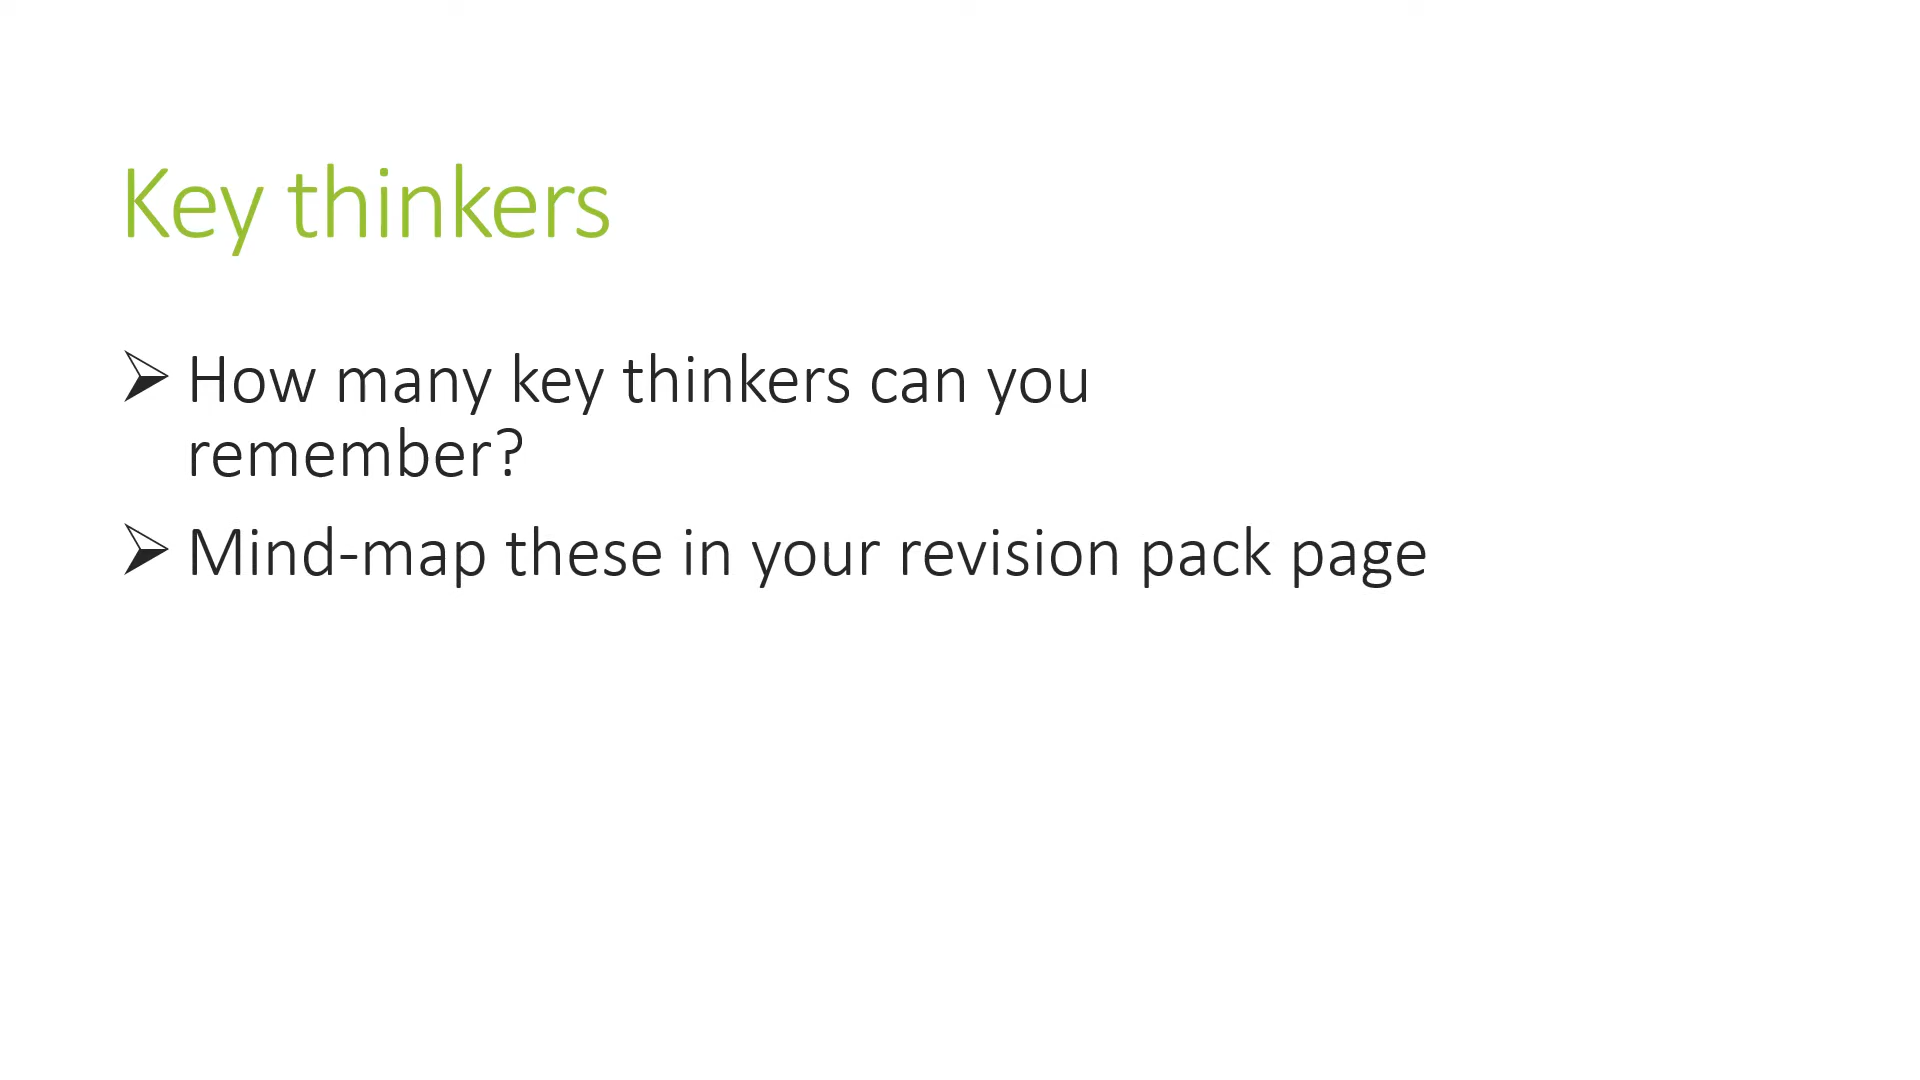 Key thinkers
➢ How many key thinkers can you
remember?
➢ Mind-map these in your revision pack page